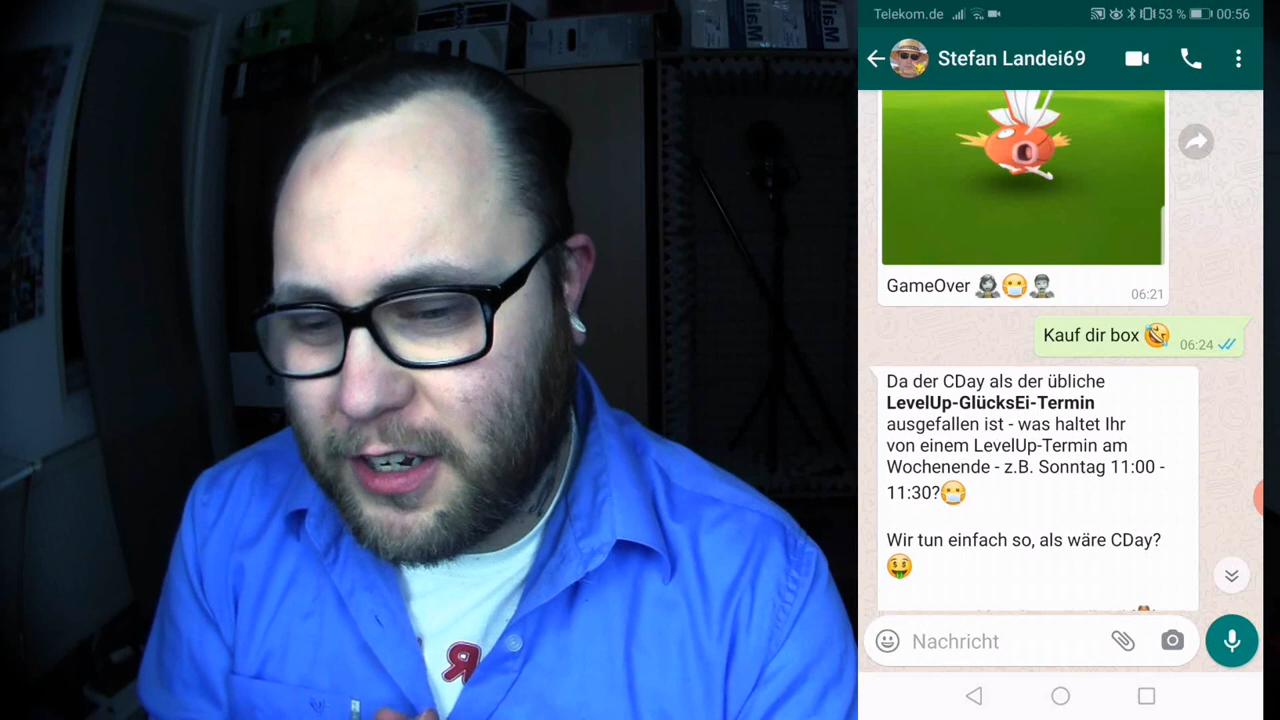 Telekom.de
53 %
00:56
Stefan Landei69
GameOver
06:21
Kauf dir box 🤣
06:24
Da der CDay als der übliche
LevelUp-GlücksEi-Termin
ausgefallen ist - was haltet Ihr
von einem LevelUp-Termin am
Wochenende - z.B. Sonntag 11:00 -
11:30?😷
Wir tun einfach so, als wäre CDay?
🤑
Nachricht